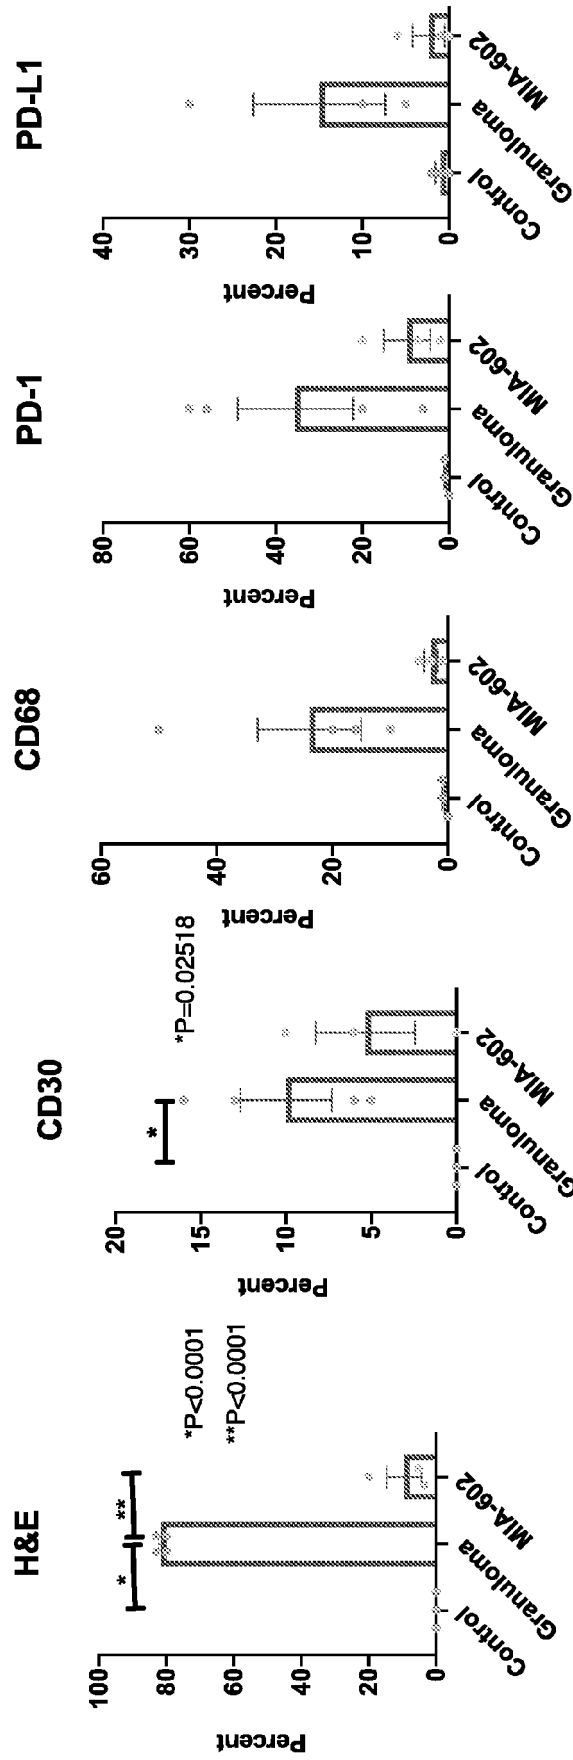 H&E
Percent
100
80
60
40
20
0
* **
*P<0.0001
**P<0.0001
Control
Granuloma
MIA-602
CD30
Percent
20
15
10
5
0
*
*P=0.02518
Control
Granuloma
MIA-602
CD68
Percent
60
40
20
0
Control
Granuloma
MIA-602
PD-1
Percent
80
60
40
20
0
Control
Granuloma
MIA-602
PD-L1
Percent
40
30
20
10
0
Control
Granuloma
MIA-602